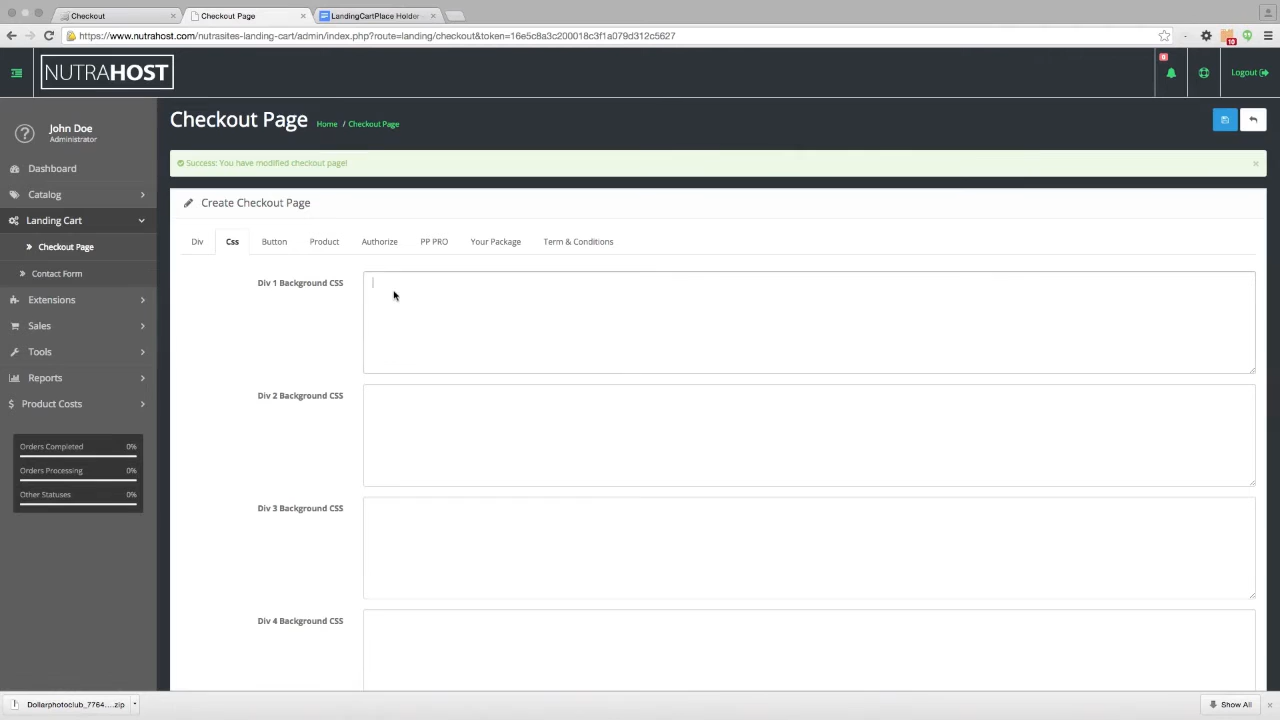 Checkout
Checkout Page
LandingCartPlace Holder
https://www.nutrahost.com/nutrasites-landing-cart/admin/index.php?route=landing/checkout&token=16e5c8a3c200018c3f1a079d312c5627
10
NUTRAHOST
0
Logout
John Doe
Administrator
Dashboard
Catalog
Landing Cart
Checkout Page
Contact Form
Extensions
Sales
Tools
Reports
Product Costs
Orders Completed 0%
Orders Processing 0%
Other Statuses 0%
Checkout Page Home / Checkout Page
Success: You have modified checkout page!
Create Checkout Page
Div Css Button Product Authorize PP PRO Your Package Term & Conditions
Div 1 Background CSS
Div 2 Background CSS
Div 3 Background CSS
Div 4 Background CSS
Dollarphotoclub_7764....zip
Show All